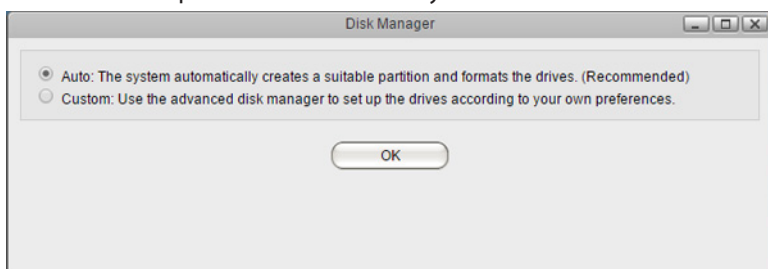 Disk Manager
Auto: The system automatically creates a suitable partition and formats the drives. (Recommended)
Custom: Use the advanced disk manager to set up the drives according to your own preferences.
OK